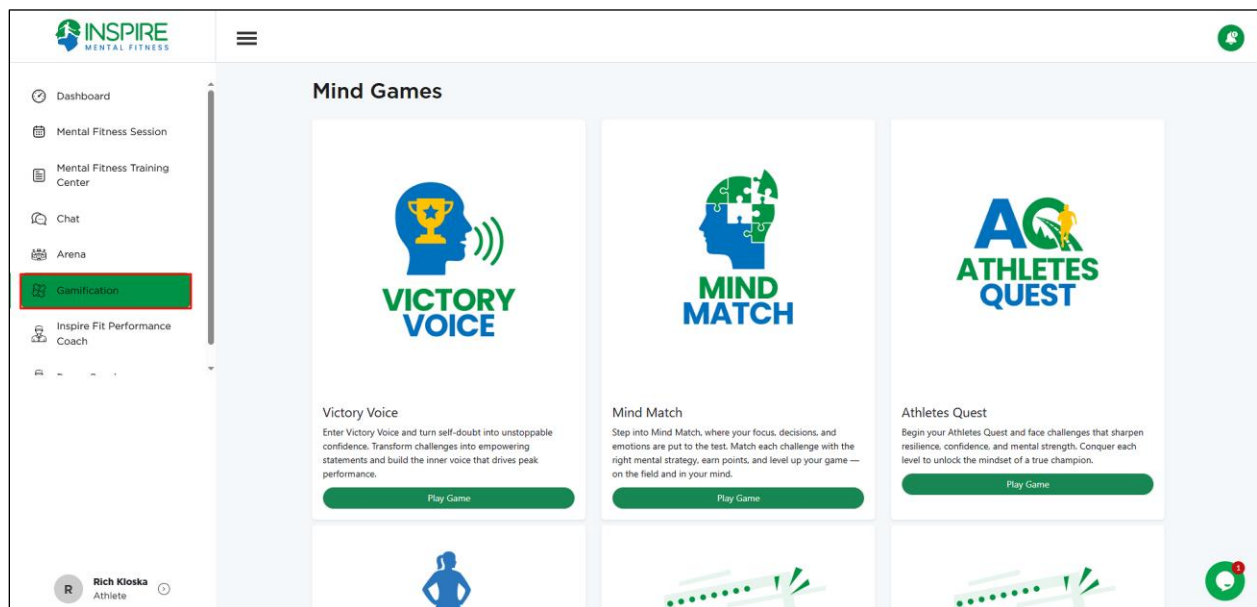 INSPIRE
MENTAL FITNESS
Dashboard
Mental Fitness Session
Mental Fitness Training
Center
Chat
Arena
Gamification
Inspire Fit Performance
Coach
R
Rich Kloska
Athlete
Mind Games
VICTORY
VOICE
Victory Voice
Enter Victory Voice and turn self-doubt into unstoppable
confidence. Transform challenges into empowering
statements and build the inner voice that drives peak
performance.
Play Game
MIND
MATCH
Mind Match
Step into Mind Match, where your focus, decisions, and
emotions are put to the test. Match each challenge with the
right mental strategy, earn points, and level up your game —
on the field and in your mind.
Play Game
AQ
ATHLETES
QUEST
Athletes Quest
Begin your Athletes Quest and face challenges that sharpen
resilience, confidence, and mental strength. Conquer each
level to unlock the mindset of a true champion.
Play Game
1